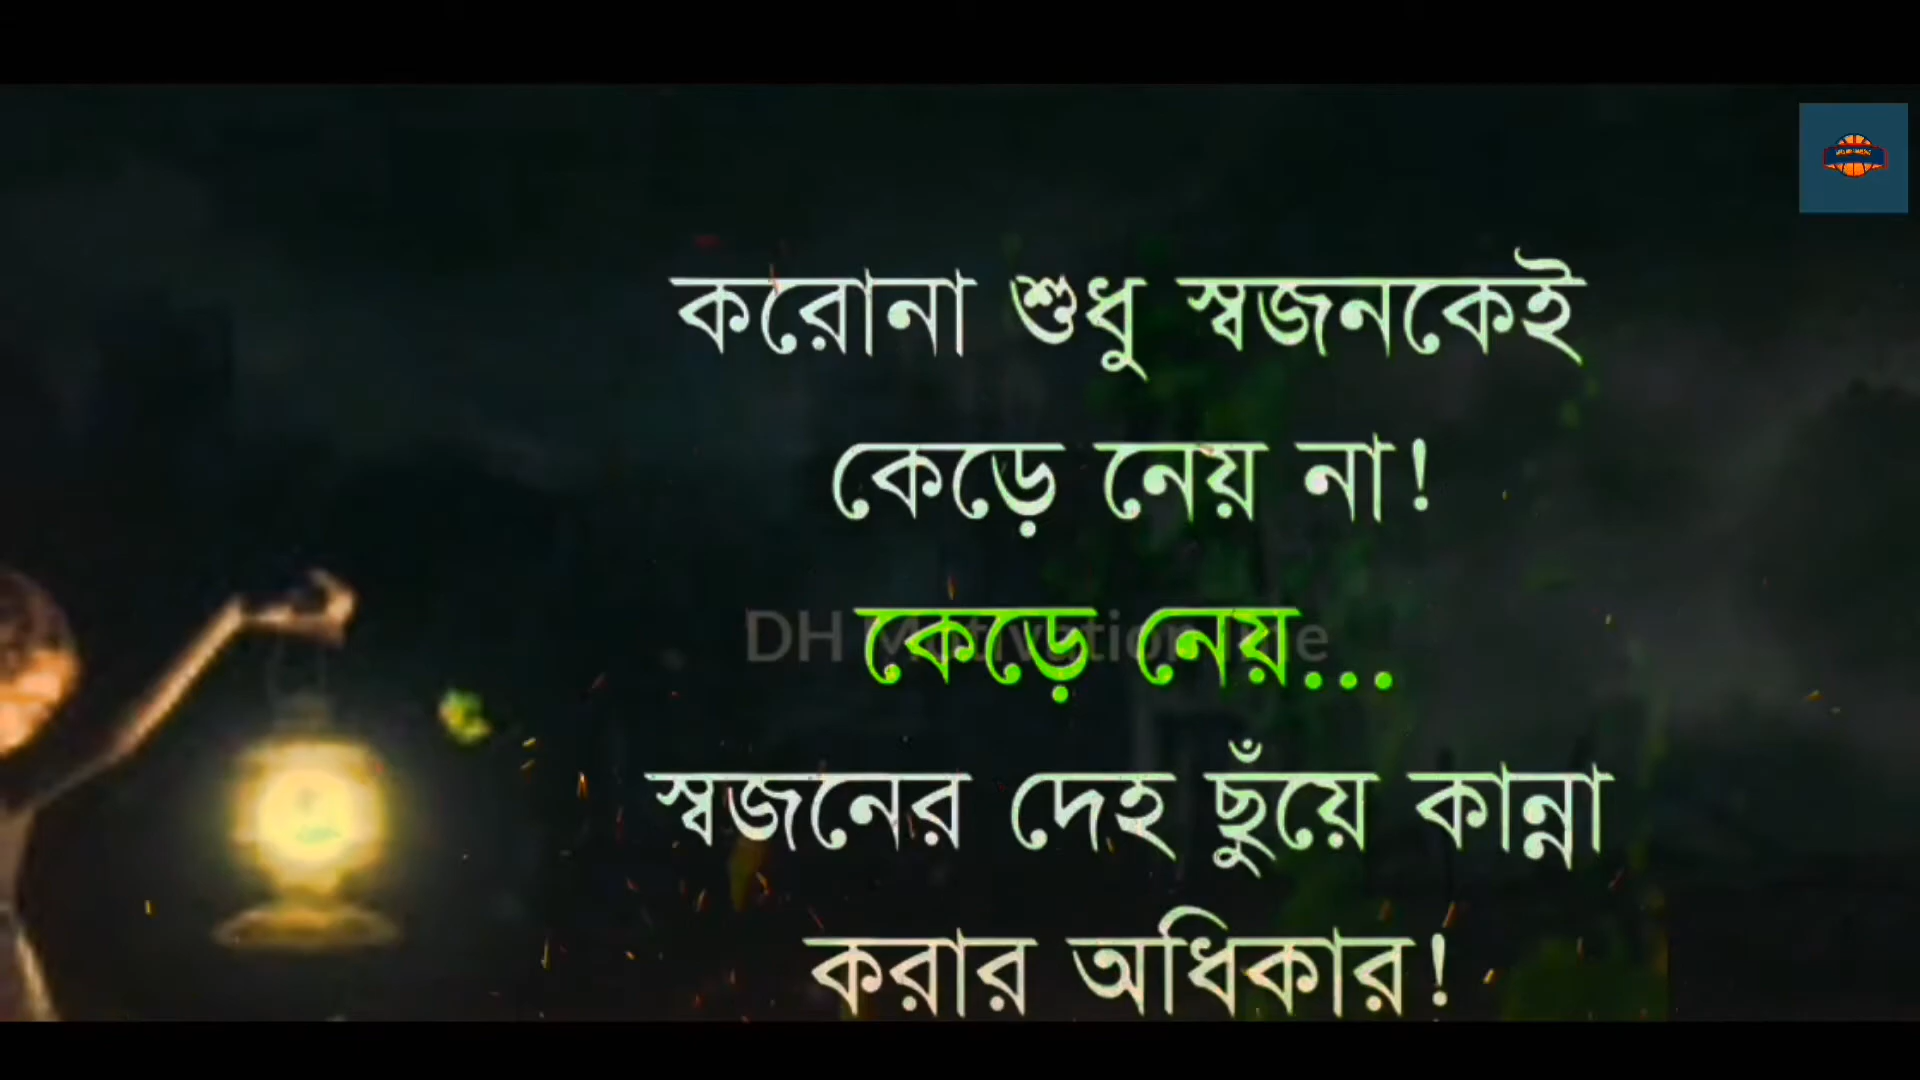 করোনা শুধু স্বজনকেই
কেড়ে নেয় না!
কেড়ে নেয়...
স্বজনের দেহ ছুঁয়ে কান্না
করার অধিকার!